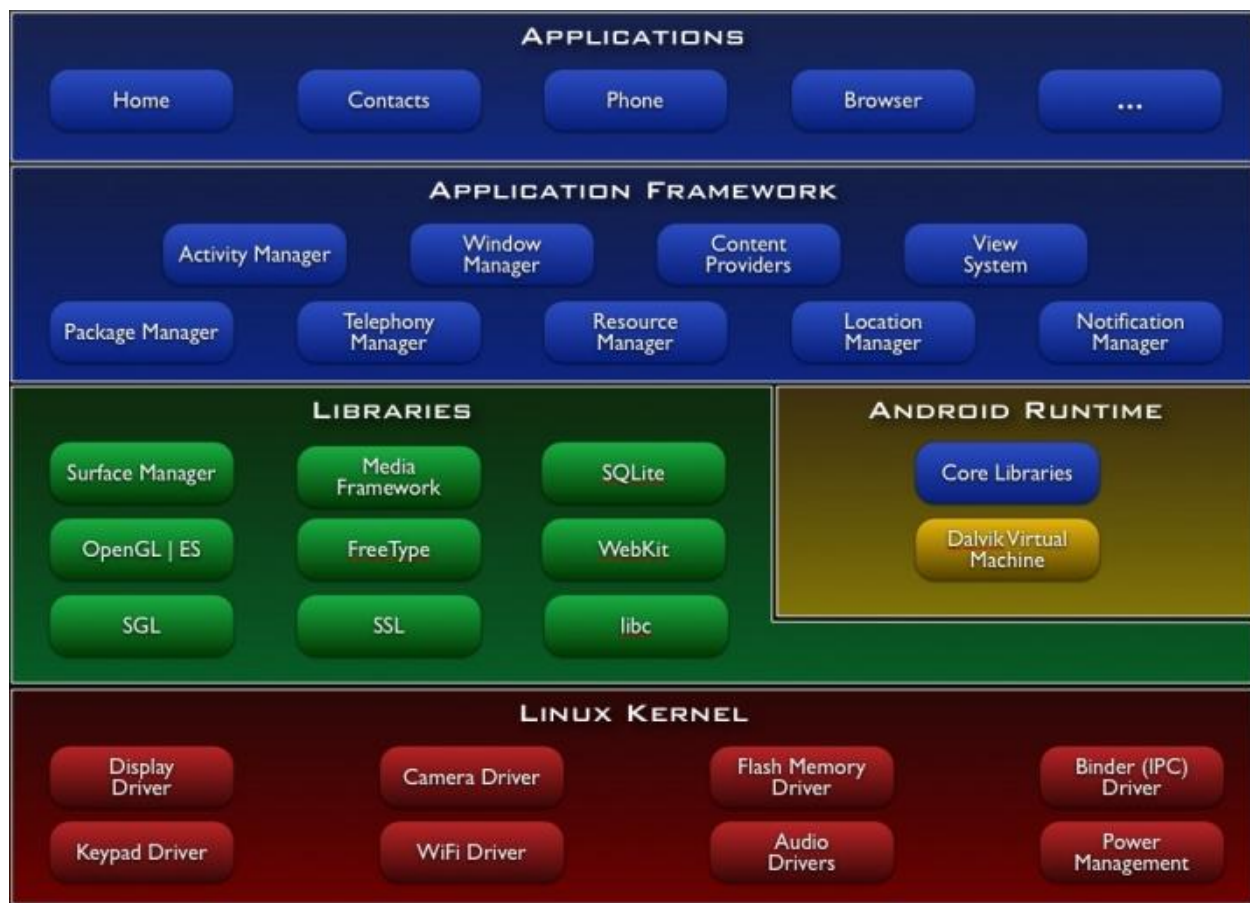 APPLICATIONS
Home
Contacts
Phone
Browser
...
APPLICATION FRAMEWORK
Activity Manager
Window
Manager
Content
Providers
View
System
Package Manager
Telephony
Manager
Resource
Manager
Location
Manager
Notification
Manager
LIBRARIES
Surface Manager
Media
Framework
SQLite
OpenGL | ES
FreeType
WebKit
SGL
SSL
libc
ANDROID RUNTIME
Core Libraries
Dalvik Virtual
Machine
LINUX KERNEL
Display
Driver
Camera Driver
Flash Memory
Driver
Binder (IPC)
Driver
Keypad Driver
WiFi Driver
Audio
Drivers
Power
Management